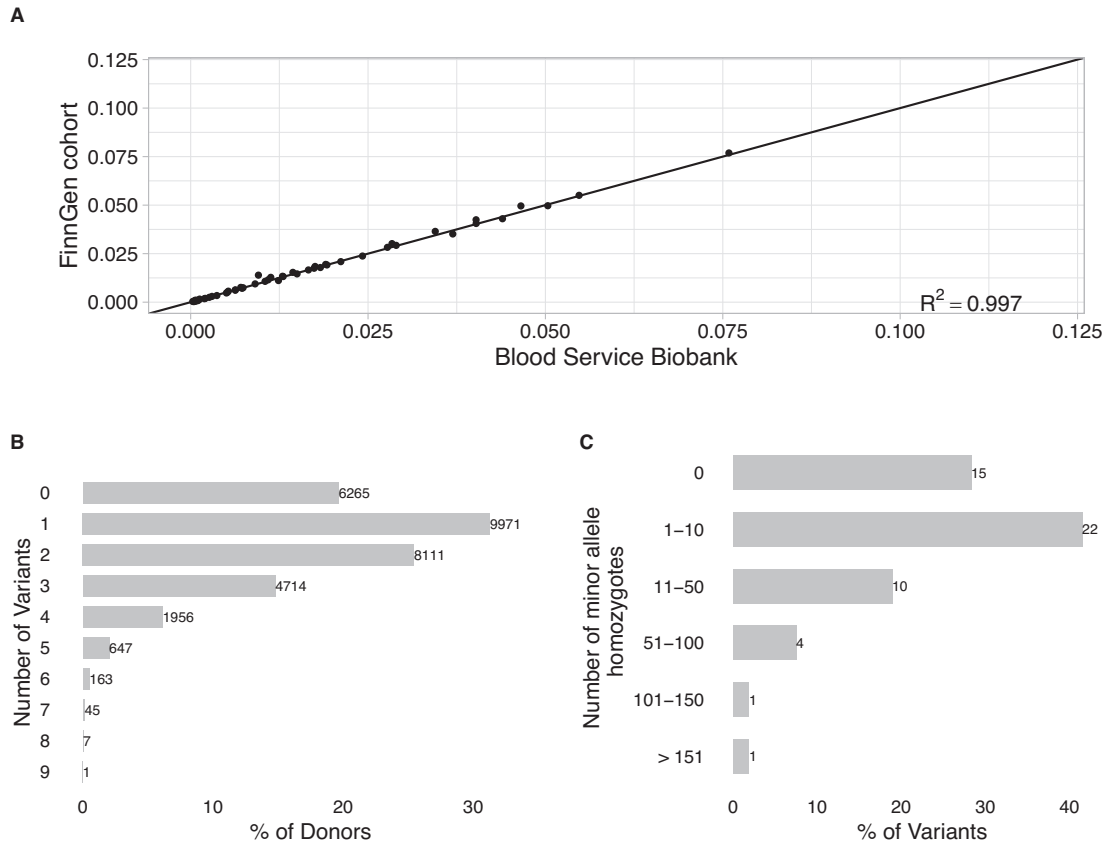 A
0.125
0.100
0.075
0.050
0.025
0.000
FinnGen cohort
R² = 0.997
0.000 0.025 0.050 0.075 0.100 0.125
Blood Service Biobank
B
Number of Variants
0 6265
1 9971
2 8111
3 4714
4 1956
5 647
6 163
7 45
8 7
9 1
0 10 20 30
% of Donors
C
Number of minor allele
homozygotes
0 15
1–10 22
11–50 10
51–100 4
101–150 1
> 151 1
0 10 20 30 40
% of Variants